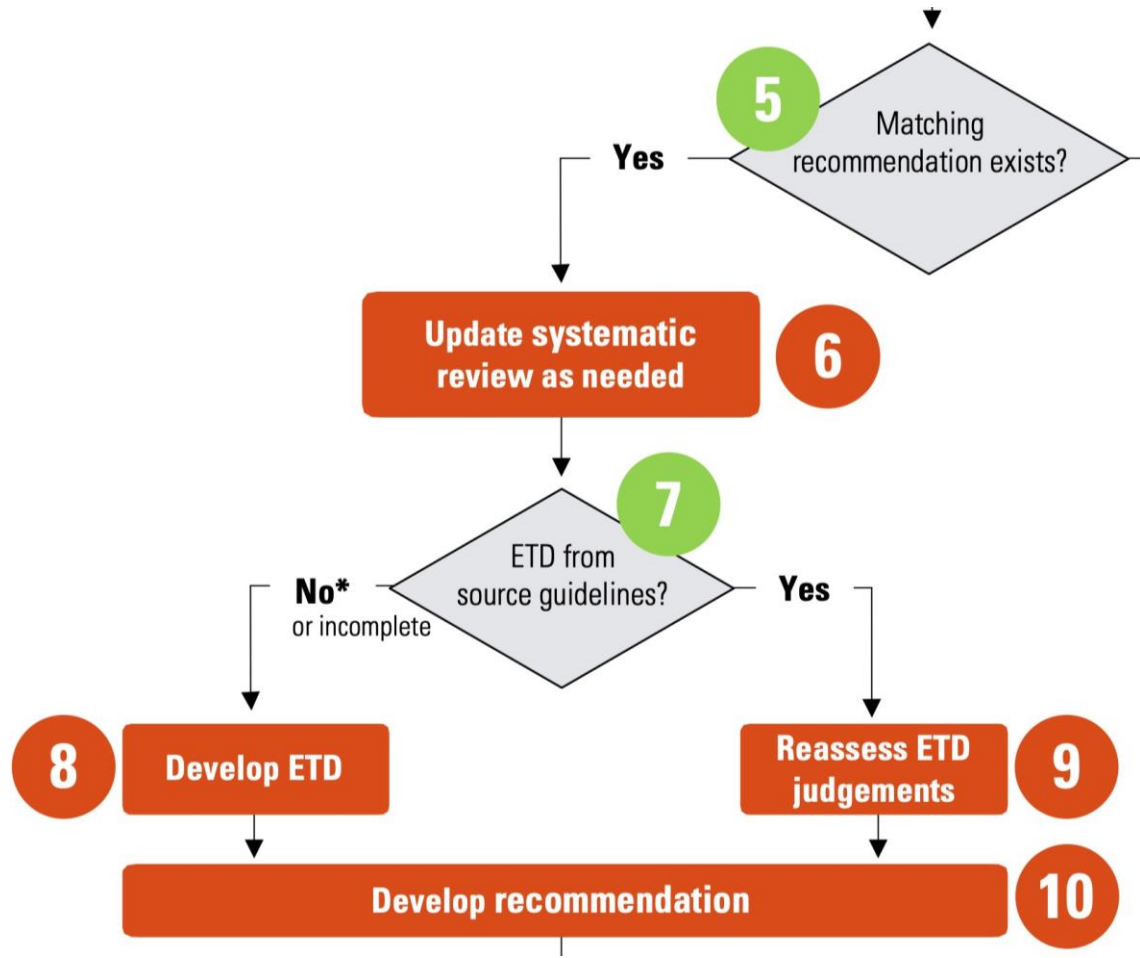 5
Matching
recommendation exists?
Yes
Update systematic
review as needed
6
7
ETD from
source guidelines?
No*
or incomplete
Yes
8
Develop ETD
Reassess ETD
judgements
9
Develop recommendation
10